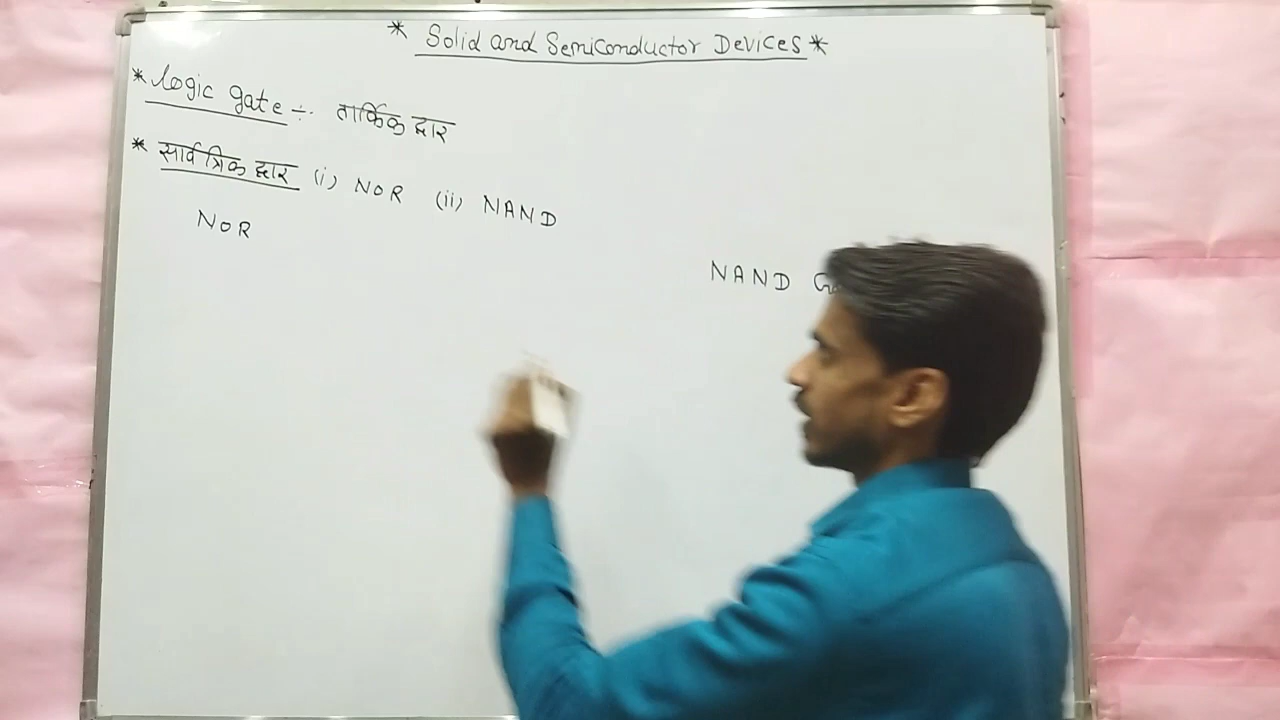 * Solid and Semiconductor Devices *
* Logic gate ÷. तार्किक द्वार
* सार्वत्रिक द्वार (i) NOR (ii) NAND
NOR
NAND